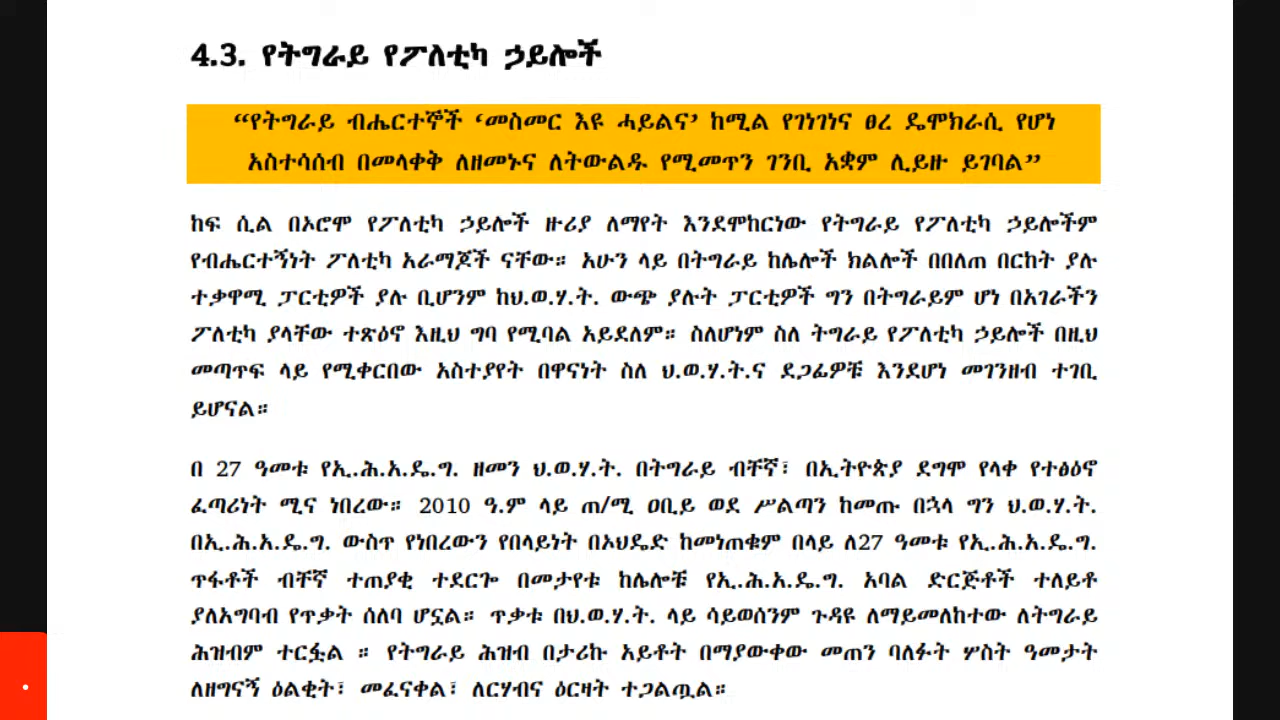 4.3. የትግራይ የፖለቲካ ኃይሎች
“የትግራይ ብሔርተኞች ‘መስመር እዩ ሓይልና’ ከሚል የገነገነና ፀረ ዴሞክራሲ የሆነ
አስተሳሰብ በመላቀቅ ለዘመኑና ለትውልዱ የሚመጥን ገንቢ አቋም ሊይዙ ይገባል”
ከፍ ሲል በኦሮሞ የፖለቲካ ኃይሎች ዙሪያ ለማየት እንደሞከርነው የትግራይ የፖለቲካ ኃይሎችም
የብሔርተኝነት ፖለቲካ አራማጆች ናቸው። አሁን ላይ በትግራይ ከሌሎች ክልሎች በበለጠ በርከት ያሉ
ተቃዋሚ ፓርቲዎች ያሉ ቢሆንም ከህ.ወ.ሃ.ት. ውጭ ያሉት ፓርቲዎች ግን በትግራይም ሆነ በአገራችን
ፖለቲካ ያላቸው ተጽዕኖ እዚህ ግባ የሚባል አይደለም። ስለሆነም ስለ ትግራይ የፖለቲካ ኃይሎች በዚህ
መጣጥፍ ላይ የሚቀርበው አስተያየት በዋናነት ስለ ህ.ወ.ሃ.ት.ና ደጋፊዎቹ እንደሆነ መገንዘብ ተገቢ
ይሆናል።
በ 27 ዓመቱ የኢ.ሕ.አ.ዴ.ግ. ዘመን ህ.ወ.ሃ.ት. በትግራይ ብቸኛ፣ በኢትዮጵያ ደግሞ የላቀ የተፅዕኖ
ፈጣሪነት ሚና ነበረው። 2010 ዓ.ም ላይ ጠ/ሚ ዐቢይ ወደ ሥልጣን ከመጡ በኋላ ግን ህ.ወ.ሃ.ት.
በኢ.ሕ.አ.ዴ.ግ. ውስጥ የነበረውን የበላይነት በኦህዴድ ከመነጠቁም በላይ ለ27 ዓመቱ የኢ.ሕ.አ.ዴ.ግ.
ጥፋቶች ብቸኛ ተጠያቂ ተደርጎ በመታየቱ ከሌሎቹ የኢ.ሕ.አ.ዴ.ግ. አባል ድርጅቶች ተለይቶ
ያለአግባብ የጥቃት ሰለባ ሆኗል። ጥቃቱ በህ.ወ.ሃ.ት. ላይ ሳይወሰንም ጉዳዩ ለማይመለከተው ለትግራይ
ሕዝብም ተርፏል ። የትግራይ ሕዝብ በታሪኩ አይቶት በማያውቀው መጠን ባለፉት ሦስት ዓመታት
ለዘግናኝ ዕልቂት፣ መፈናቀል፣ ለርሃብና ዕርዛት ተጋልጧል።